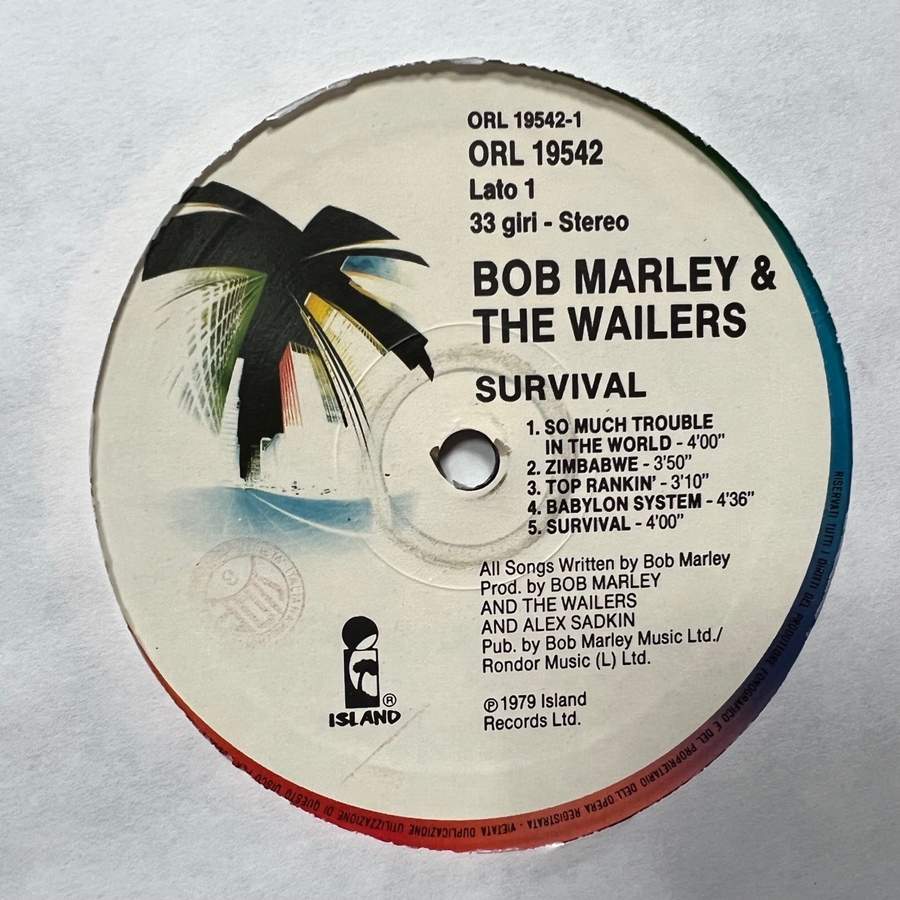 ORL 19542-1
ORL 19542
Lato 1
33 giri - Stereo
BOB MARLEY &
THE WAILERS
SURVIVAL
1. SO MUCH TROUBLE
IN THE WORLD - 4'00"
2. ZIMBABWE - 3'50"
3. TOP RANKIN' - 3'10"
4. BABYLON SYSTEM - 4'36"
5. SURVIVAL - 4'00"
All Songs Written by Bob Marley
Prod. by BOB MARLEY
AND THE WAILERS
AND ALEX SADKIN
Pub. by Bob Marley Music Ltd./
Rondor Music (L) Ltd.
℗ 1979 Island
Records Ltd.
®
ISLAND
RISERVATI TUTTI I DIRITTI DEL PRODUTTORE FONOGRAFICO E DEL PROPRIETARIO DELL'OPERA REGISTRATA - VIETATA DUPLICAZIONE UTILIZZAZIONE DI QUESTO DISCO